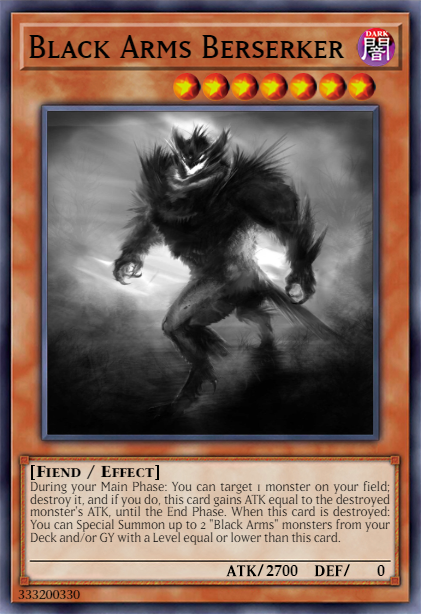 BLACK ARMS BERSERKER
DARK
闇
[FIEND / EFFECT]
During your Main Phase: You can target 1 monster on your field;
destroy it, and if you do, this card gains ATK equal to the destroyed
monster's ATK, until the End Phase. When this card is destroyed:
You can Special Summon up to 2 "Black Arms" monsters from your
Deck and/or GY with a Level equal or lower than this card.
ATK/2700 DEF/ 0
333200330